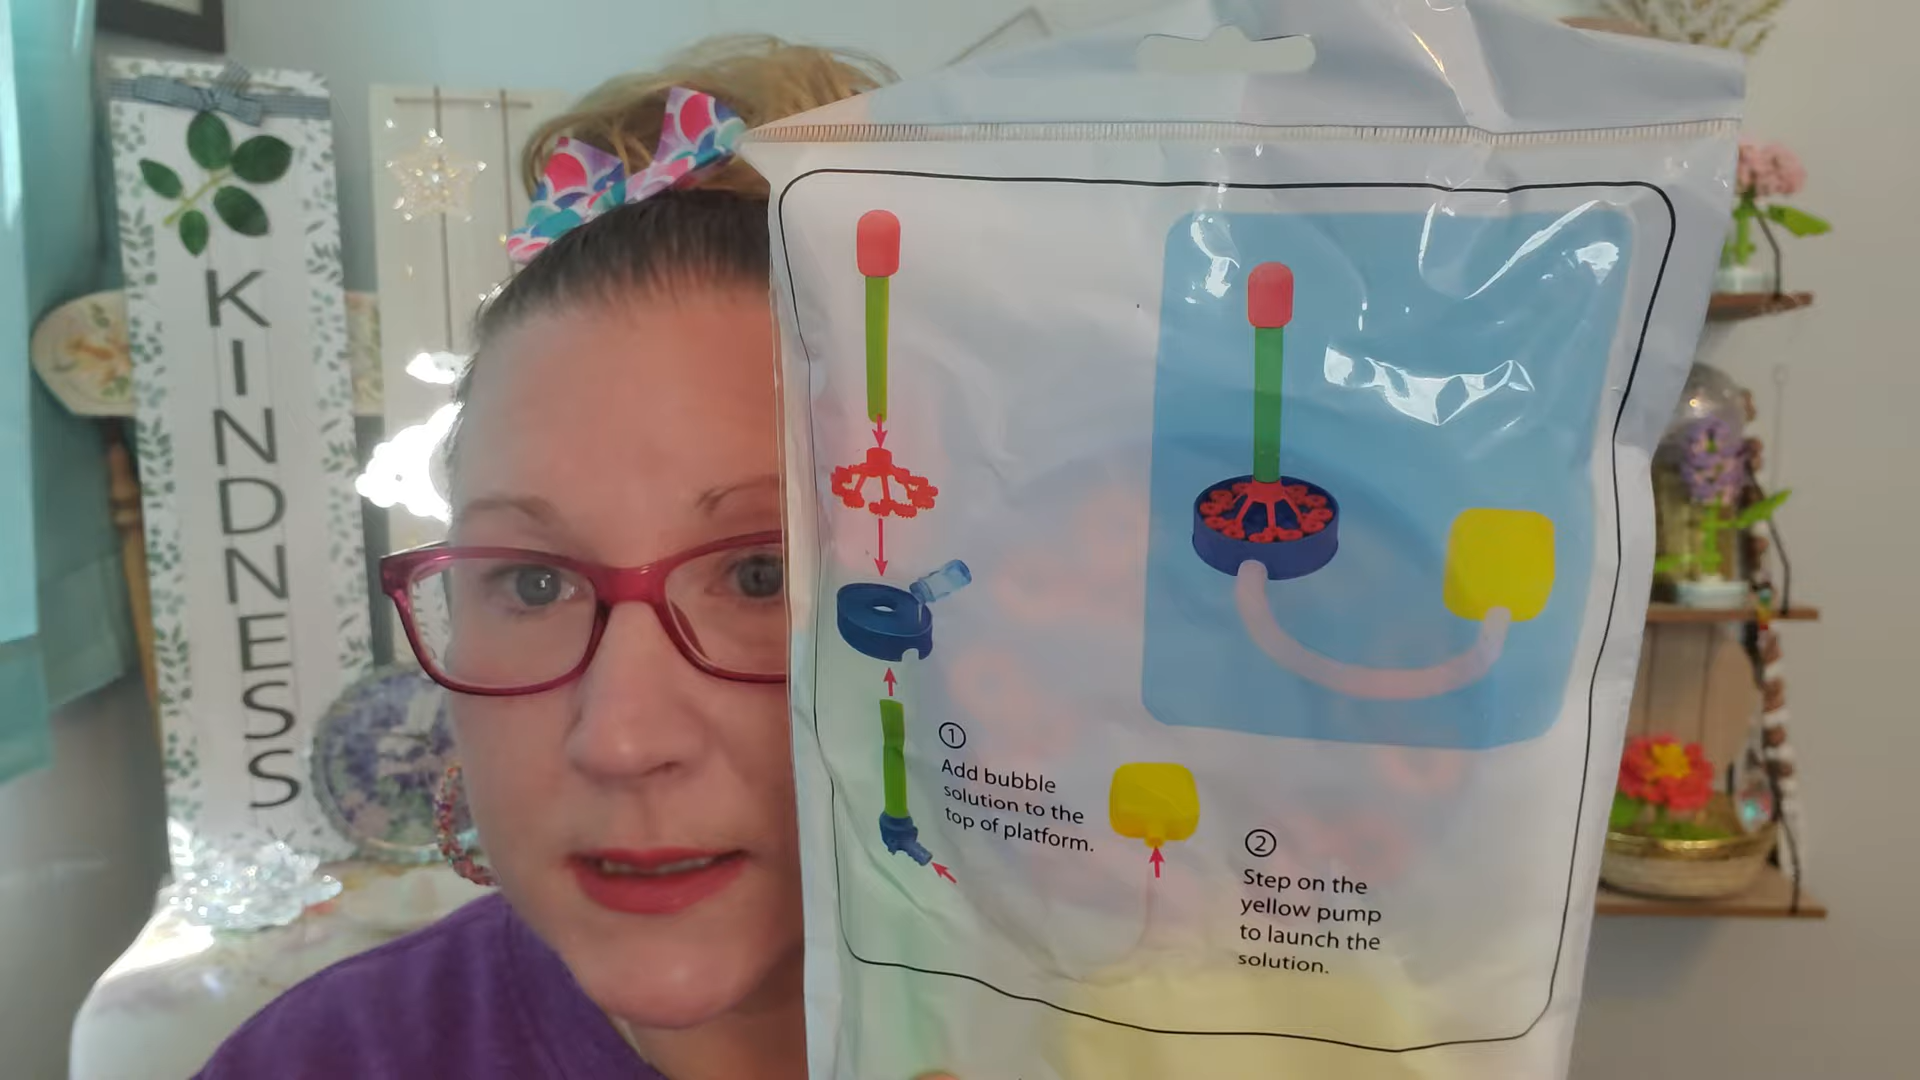 KINDNESS
①
Add bubble
solution to the
top of platform.
②
Step on the
yellow pump
to launch the
solution.